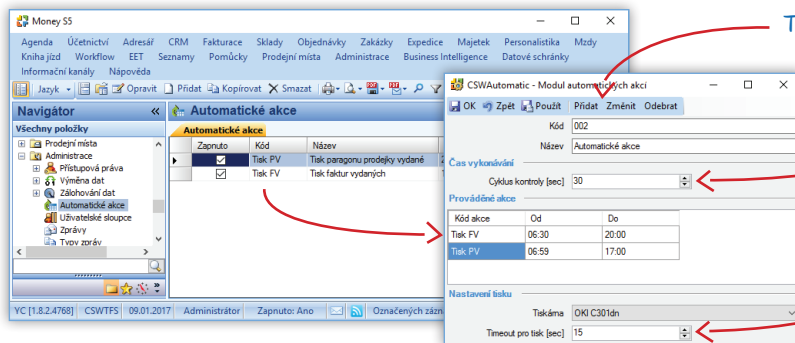 Money S5
Agenda Účetnictví Adresář CRM Fakturace Sklady Objednávky Zakázky Expedice Majetek Personalistika Mzdy
Kniha jízd Workflow EET Seznamy Pomůcky Prodejní místa Administrace Business Intelligence Datové schránky
Informační kanály Nápověda
Jazyk Opravit Přidat Kopírovat Smazat
Navigátor
Všechny položky
Prodejní místa
Administrace
Přístupová práva
Výměna dat
Zálohování dat
Automatické akce
Uživatelské sloupce
Zprávy
Typy zpráv
Automatické akce
Automatické akce
Zapnuto Kód Název
Tisk PV Tisk paragonu prodejky vydané
Tisk FV Tisk faktur vydaných
YC [1.8.2.4768] CSWTFS 09.01.2017 Administrátor Zapnuto: Ano Označených zázn
CSWAutomatic - Modul automatických akcí
OK Zpět Použít Přidat Změnit Odebrat
Kód 002
Název Automatické akce
Čas vykonávání
Cyklus kontroly [sec] 30
Prováděné akce
Kód akce Od Do
Tisk FV 06:30 20:00
Tisk PV 06:59 17:00
Nastavení tisku
Tiskárna OKI C301dn
Timeout pro tisk [sec] 15